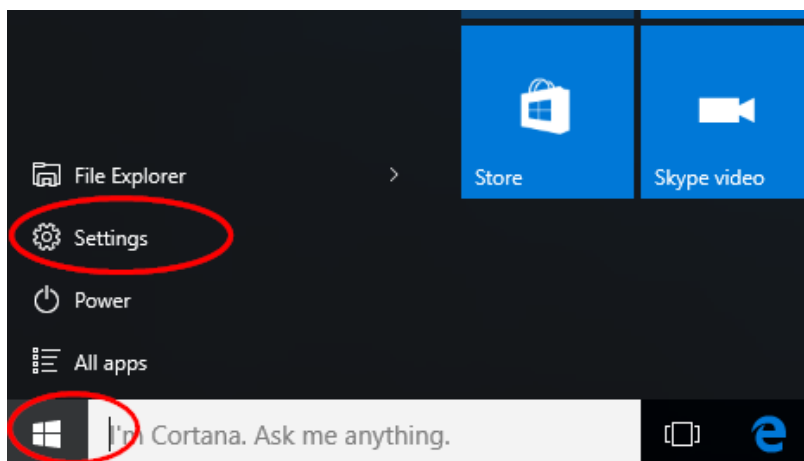 File Explorer
Store
Skype video
Settings
Power
All apps
I'm Cortana. Ask me anything.